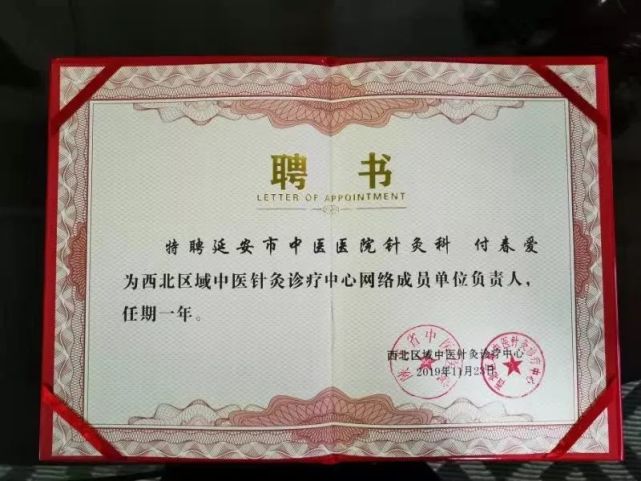 聘 书
LETTER OF APPOINTMENT
特聘延安市中医医院针灸科 付春爱
为西北区域中医针灸诊疗中心网络成员单位负责人，
任期一年。
西北区域中医针灸诊疗中心
2019年11月23日